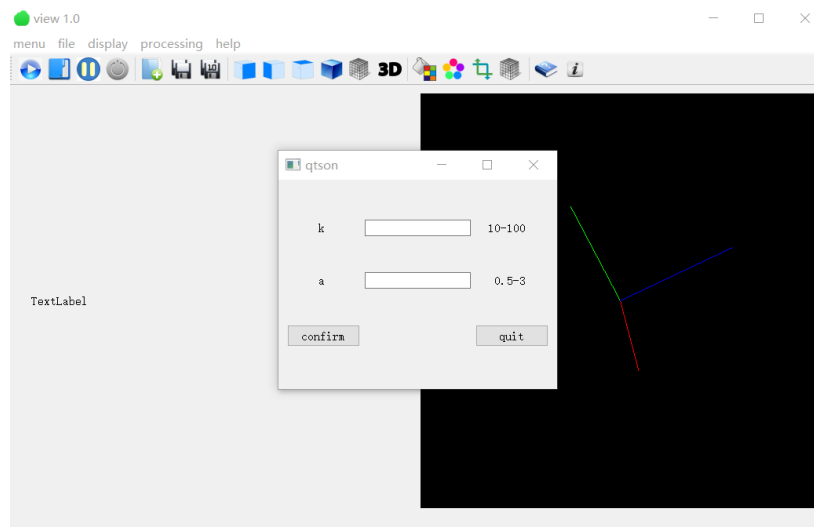 view 1.0
menu file display processing help
3D i
qtson
k 10-100
a 0.5-3
TextLabel
confirm quit